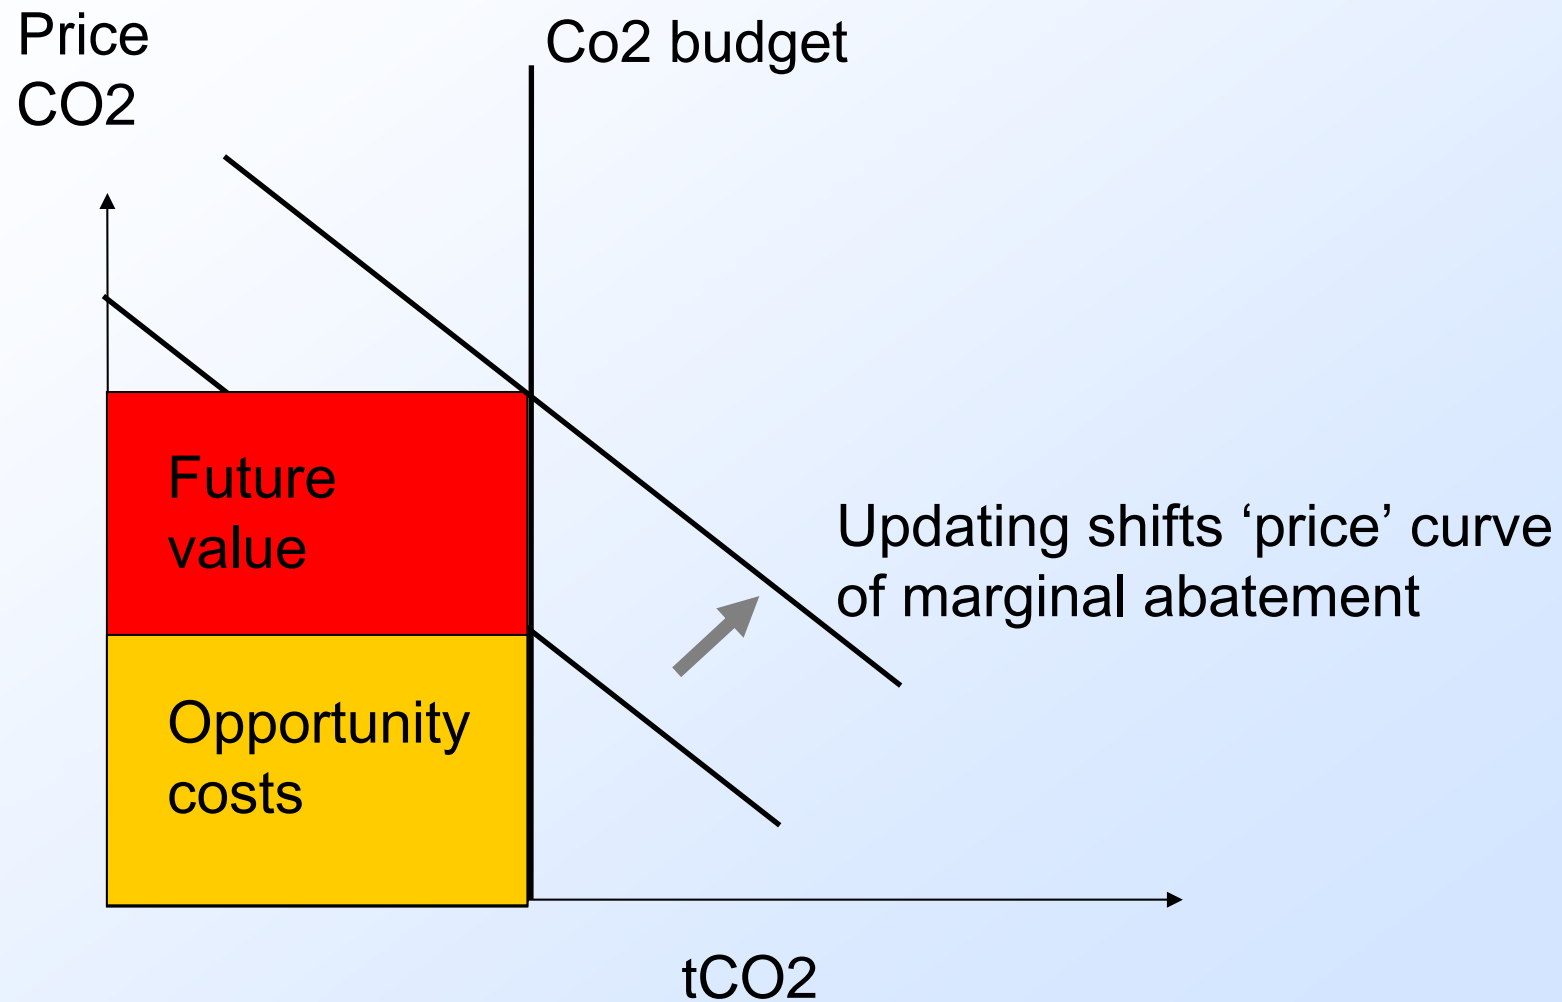 Price
CO2
Co2 budget
Future
value
Updating shifts ‘price’ curve
of marginal abatement
Opportunity
costs
tCO2